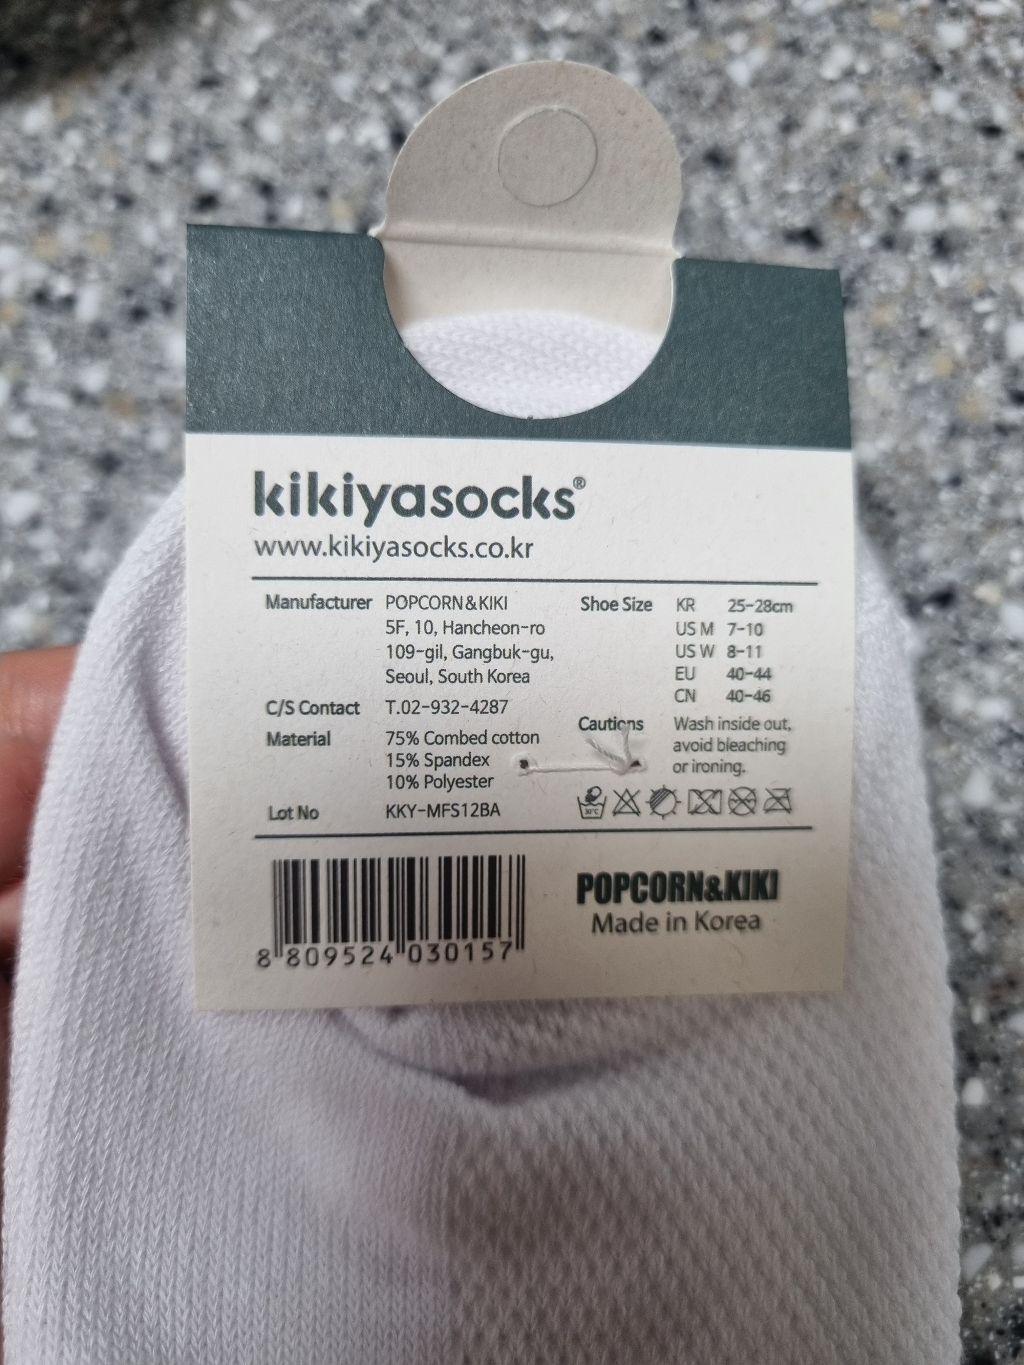 kikiyasocks®
www.kikiyasocks.co.kr
Manufacturer POPCORN&KIKI
5F, 10, Hancheon-ro
109-gil, Gangbuk-gu,
Seoul, South Korea
C/S Contact T.02-932-4287
Material 75% Combed cotton
15% Spandex
10% Polyester
Lot No KKY-MFS12BA
Shoe Size KR 25-28cm
US M 7-10
US W 8-11
EU 40-44
CN 40-46
Cautions Wash inside out,
avoid bleaching
or ironing.
30℃
8 809524 030157
POPCORN&KIKI
Made in Korea